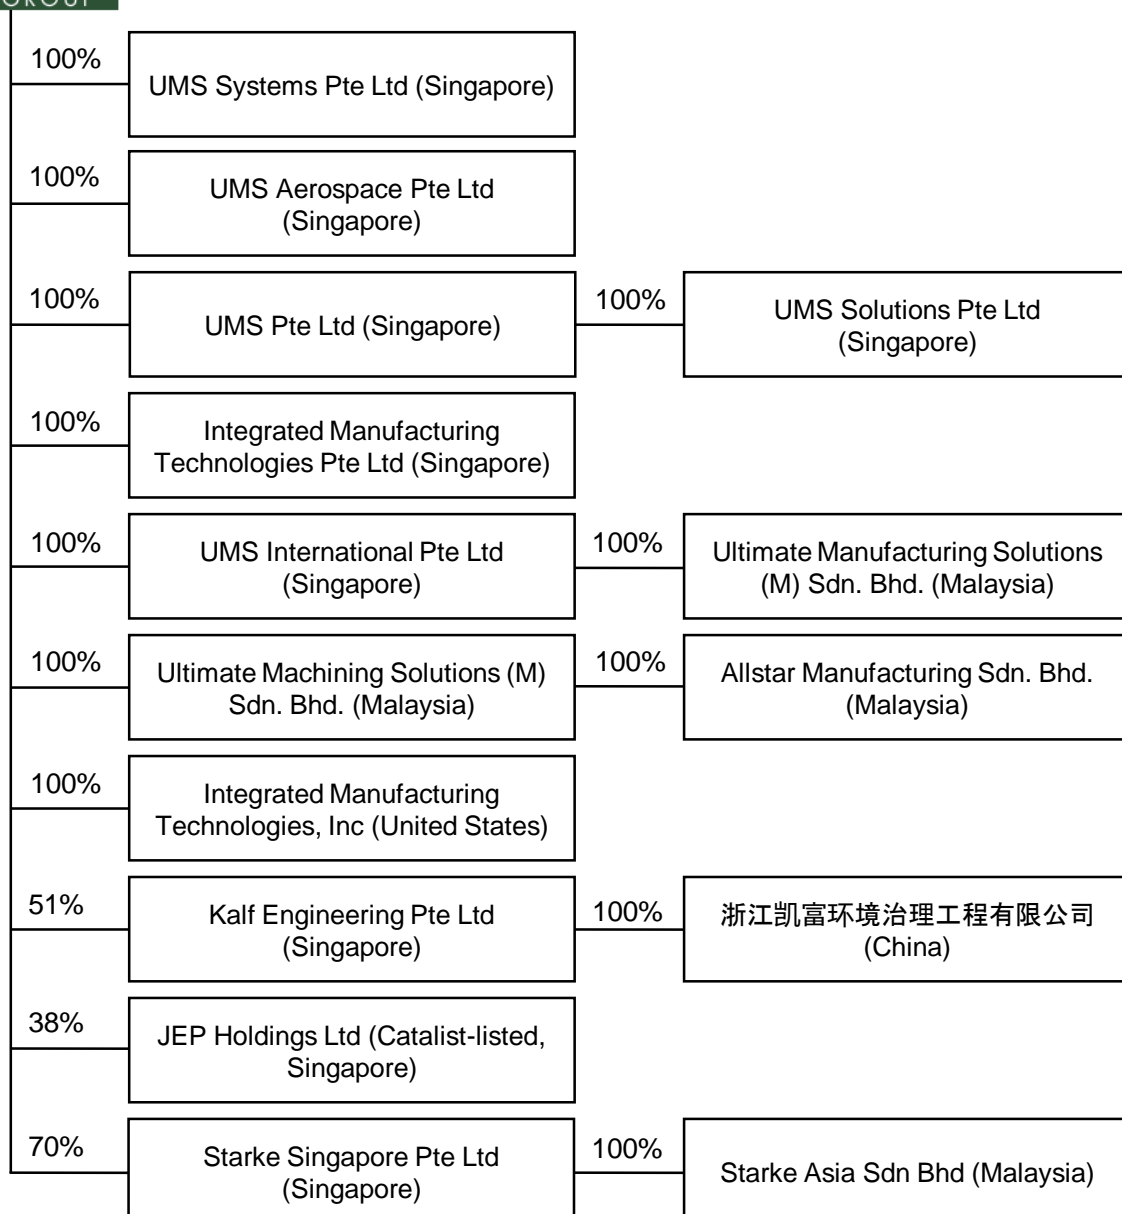 GROUP
100%
UMS Systems Pte Ltd (Singapore)
100%
UMS Aerospace Pte Ltd
(Singapore)
100%
UMS Pte Ltd (Singapore)
100%
UMS Solutions Pte Ltd
(Singapore)
100%
Integrated Manufacturing
Technologies Pte Ltd (Singapore)
100%
UMS International Pte Ltd
(Singapore)
100%
Ultimate Manufacturing Solutions
(M) Sdn. Bhd. (Malaysia)
100%
Ultimate Machining Solutions (M)
Sdn. Bhd. (Malaysia)
100%
Allstar Manufacturing Sdn. Bhd.
(Malaysia)
100%
Integrated Manufacturing
Technologies, Inc (United States)
51%
Kalf Engineering Pte Ltd
(Singapore)
100%
浙江凯富环境治理工程有限公司
(China)
38%
JEP Holdings Ltd (Catalist-listed,
Singapore)
70%
Starke Singapore Pte Ltd
(Singapore)
100%
Starke Asia Sdn Bhd (Malaysia)